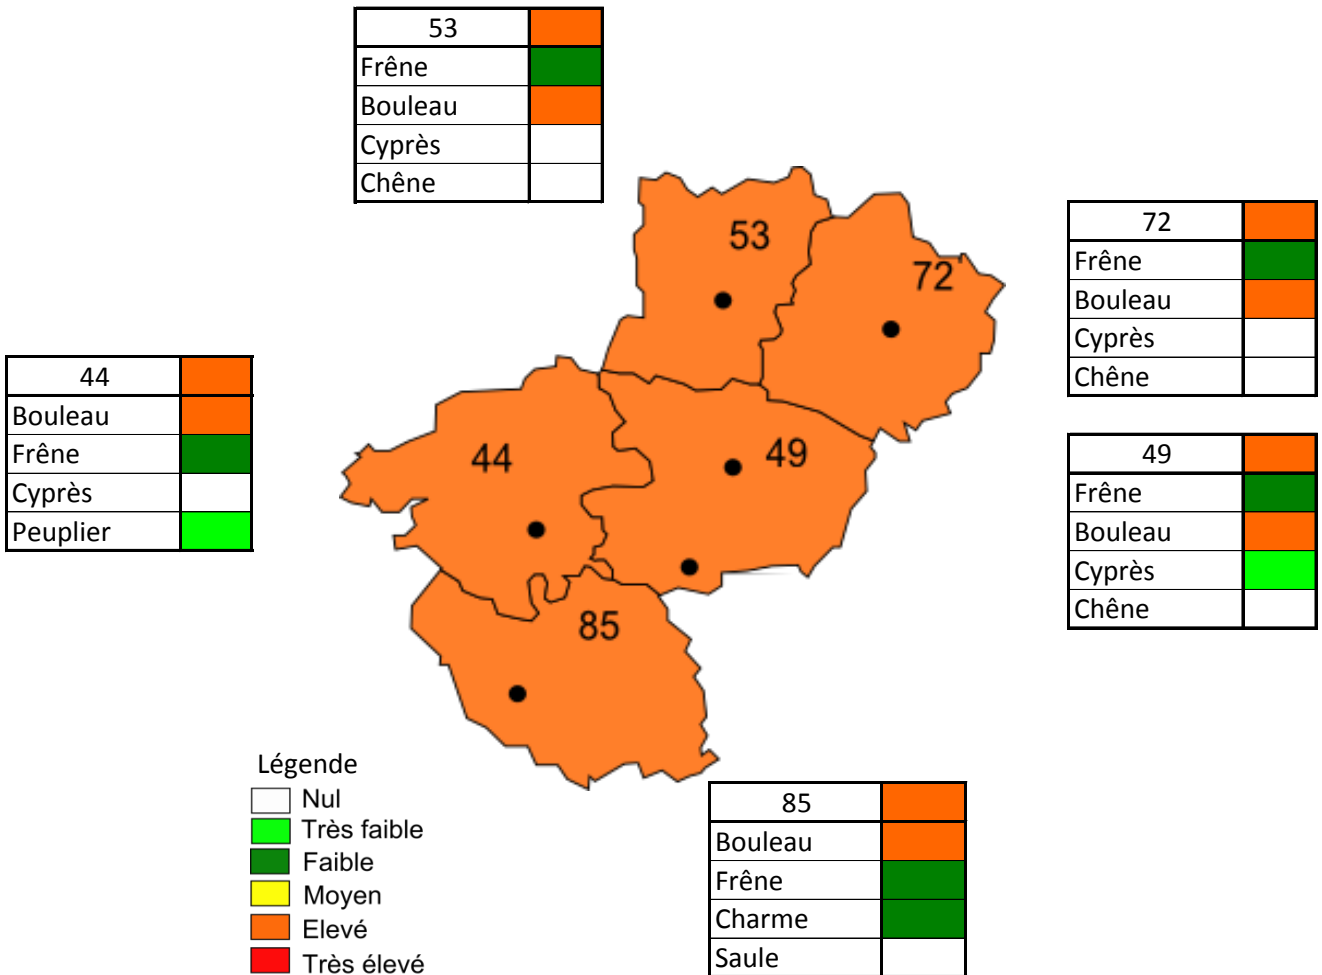 53
Frêne
Bouleau
Cyprès
Chêne
53
72
72
Frêne
Bouleau
Cyprès
Chêne
44
Bouleau
Frêne
Cyprès
Peuplier
44
49
49
Frêne
Bouleau
Cyprès
Chêne
85
Légende
Nul
Très faible
Faible
Moyen
Elevé
Très élevé
85
Bouleau
Frêne
Charme
Saule